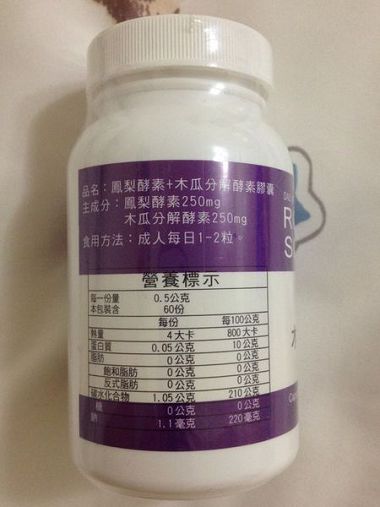 品名：鳳梨酵素+木瓜分解酵素膠囊
主成分：鳳梨酵素250mg
木瓜分解酵素250mg
食用方法：成人每日1-2粒。
營養標示
每一份量 0.5公克
本包裝含 60份
每份 每100公克
熱量 4大卡 800大卡
蛋白質 0.05公克 10公克
脂肪 0公克 0公克
飽和脂肪 0公克 0公克
反式脂肪 0公克 0公克
碳水化合物 1.05公克 210公克
糖 0公克 0公克
鈉 1.1毫克 220毫克
R
S